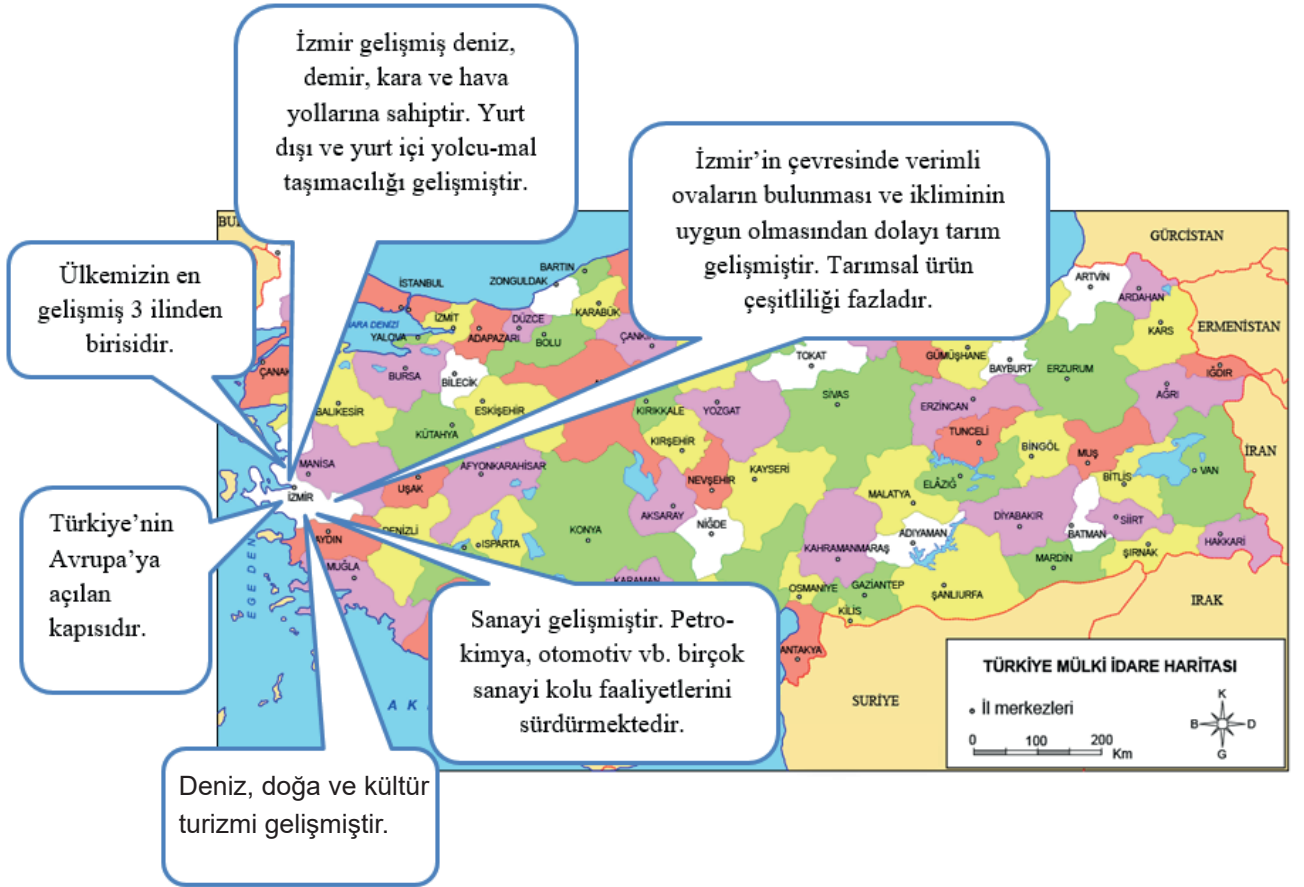 İzmir gelişmiş deniz,
demir, kara ve hava
yollarına sahiptir. Yurt
dışı ve yurt içi yolcu-mal
taşımacılığı gelişmiştir.
İzmir’in çevresinde verimli
ovaların bulunması ve ikliminin
uygun olmasından dolayı tarım
gelişmiştir. Tarımsal ürün
çeşitliliği fazladır.
Ülkemizin en
gelişmiş 3 ilinden
birisidir.
Türkiye’nin
Avrupa’ya
açılan
kapısıdır.
Sanayi gelişmiştir. Petro-
kimya, otomotiv vb. birçok
sanayi kolu faaliyetlerini
sürdürmektedir.
Deniz, doğa ve kültür
turizmi gelişmiştir.
BU
GÜRCİSTAN
ERMENİSTAN
İRAN
IRAK
SURİYE
İSTANBUL
ZONGULDAK
BARTIN
KARABÜK
DÜZCE
BOLU
ÇANK
İZMİT
ADAPAZARI
ARA DENİZİ
YALOVA
ÇANAK
BURSA
BİLECİK
BALIKESİR
ESKİŞEHİR
KÜTAHYA
MANİSA
İZMİR
UŞAK
AFYONKARAHİSAR
AYDIN
DENİZLİ
ISPARTA
MUĞLA
EGE DEN
A K
KONYA
KARAMAN
AKSARAY
NİĞDE
NEVŞEHİR
KIRŞEHİR
KIRIKKALE
YOZGAT
KAYSERİ
SİVAS
TOKAT
GÜMÜŞHANE
BAYBURT
ERZURUM
ARTVİN
ARDAHAN
KARS
IĞDIR
AĞRI
ERZİNCAN
TUNCELİ
BİNGÖL
MUŞ
BİTLİS
VAN
ELÂZIĞ
MALATYA
DİYABAKIR
BATMAN
SİİRT
HAKKARİ
ŞIRNAK
MARDİN
ADIYAMAN
KAHRAMANMARAŞ
GAZİANTEP
ŞANLIURFA
OSMANİYE
KİLİS
ANTAKYA
TÜRKİYE MÜLKİ İDARE HARİTASI
İl merkezleri
0 100 200
Km
K
B D
G